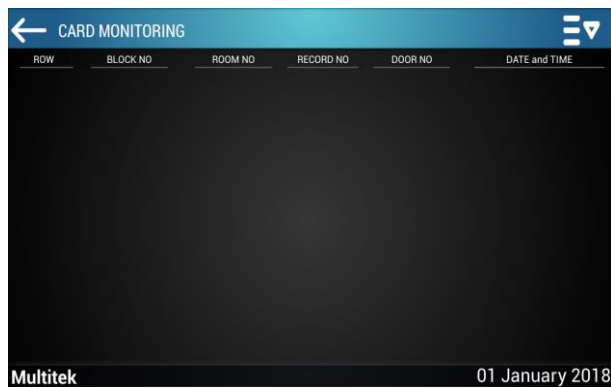 CARD MONITORING
ROW BLOCK NO ROOM NO RECORD NO DOOR NO DATE and TIME
Multitek 01 January 2018